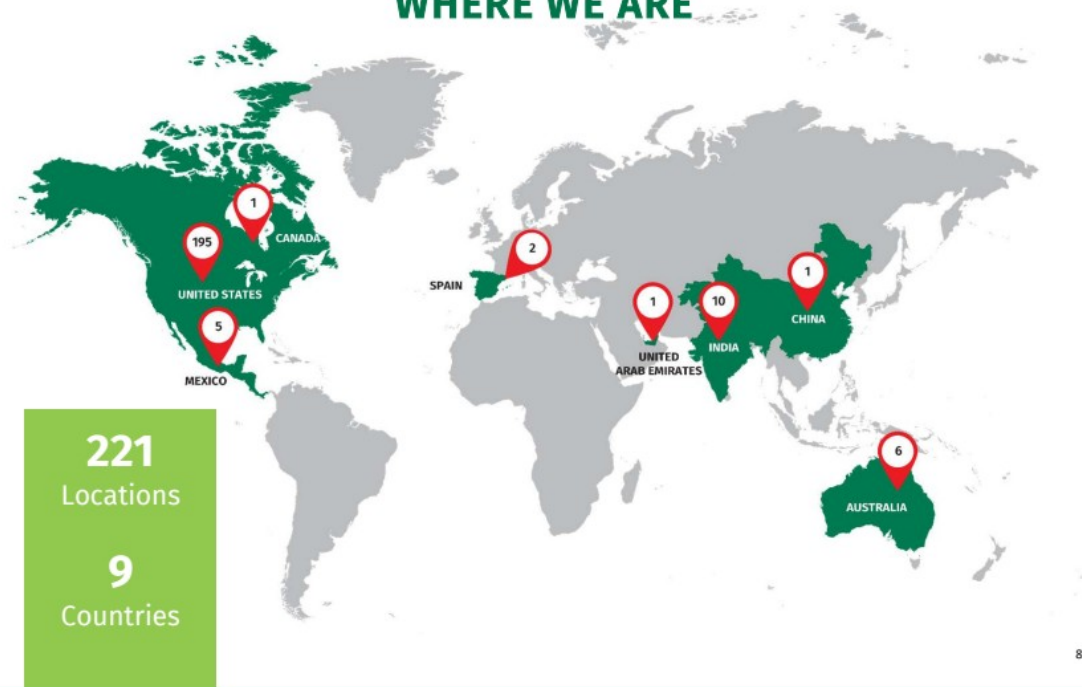 WHERE WE ARE
1
195
CANADA
UNITED STATES
5
MEXICO
2
SPAIN
1
UNITED
ARAB EMIRATES
10
INDIA
1
CHINA
6
AUSTRALIA
221
Locations
9
Countries
8